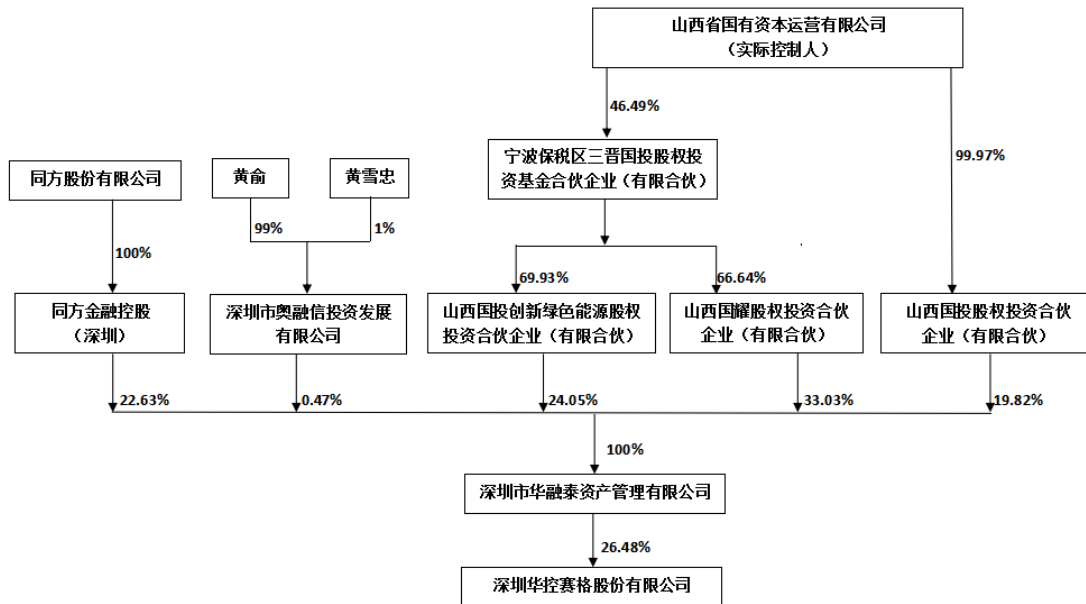 山西省国有资本运营有限公司
（实际控制人）
46.49%
宁波保税区三晋国投股权投
资基金合伙企业（有限合伙）
99.97%
同方股份有限公司
黄俞
黄雪忠
99%
1%
100%
69.93%
66.64%
同方金融控股
（深圳）
深圳市奥融信投资发展
有限公司
山西国投创新绿色能源股权
投资合伙企业（有限合伙）
山西国耀股权投资合伙
企业（有限合伙）
山西国投股权投资合伙
企业（有限合伙）
22.63%
0.47%
24.05%
33.03%
19.82%
100%
深圳市华融泰资产管理有限公司
26.48%
深圳华控赛格股份有限公司